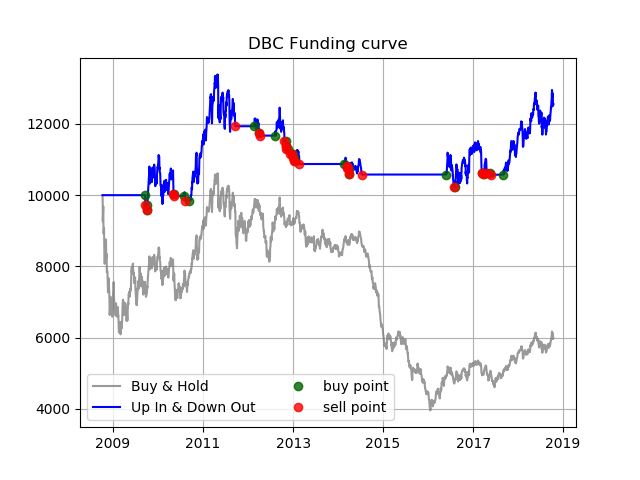 DBC Funding curve
12000
10000
8000
6000
4000
Buy & Hold
Up In & Down Out
buy point
sell point
2009 2011 2013 2015 2017 2019